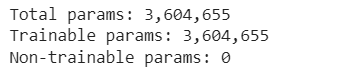 Total params: 3,604,655
Trainable params: 3,604,655
Non-trainable params: 0